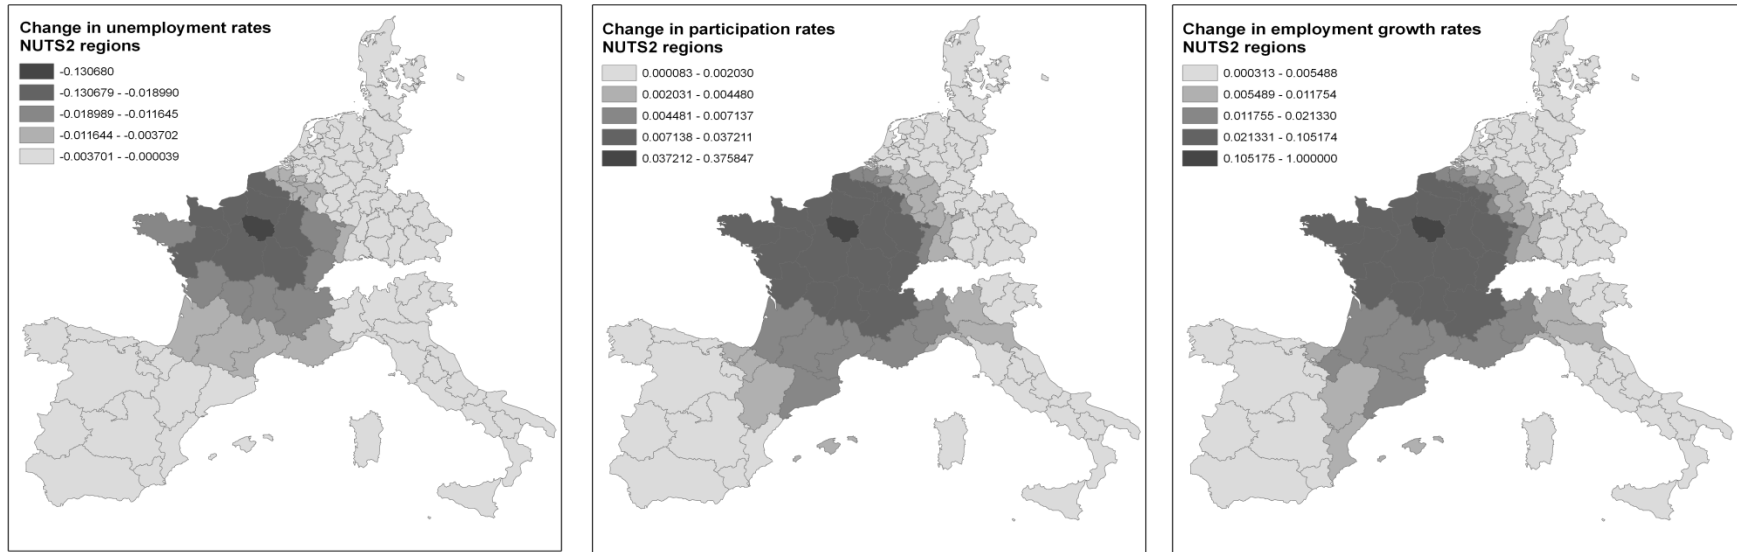 Change in unemployment rates
NUTS2 regions
-0.130680
-0.130679 - -0.018990
-0.018989 - -0.011645
-0.011644 - -0.003702
-0.003701 - -0.000039
Change in participation rates
NUTS2 regions
0.000083 - 0.002030
0.002031 - 0.004480
0.004481 - 0.007137
0.007138 - 0.037211
0.037212 - 0.375847
Change in employment growth rates
NUTS2 regions
0.000313 - 0.005488
0.005489 - 0.011754
0.011755 - 0.021330
0.021331 - 0.105174
0.105175 - 1.000000